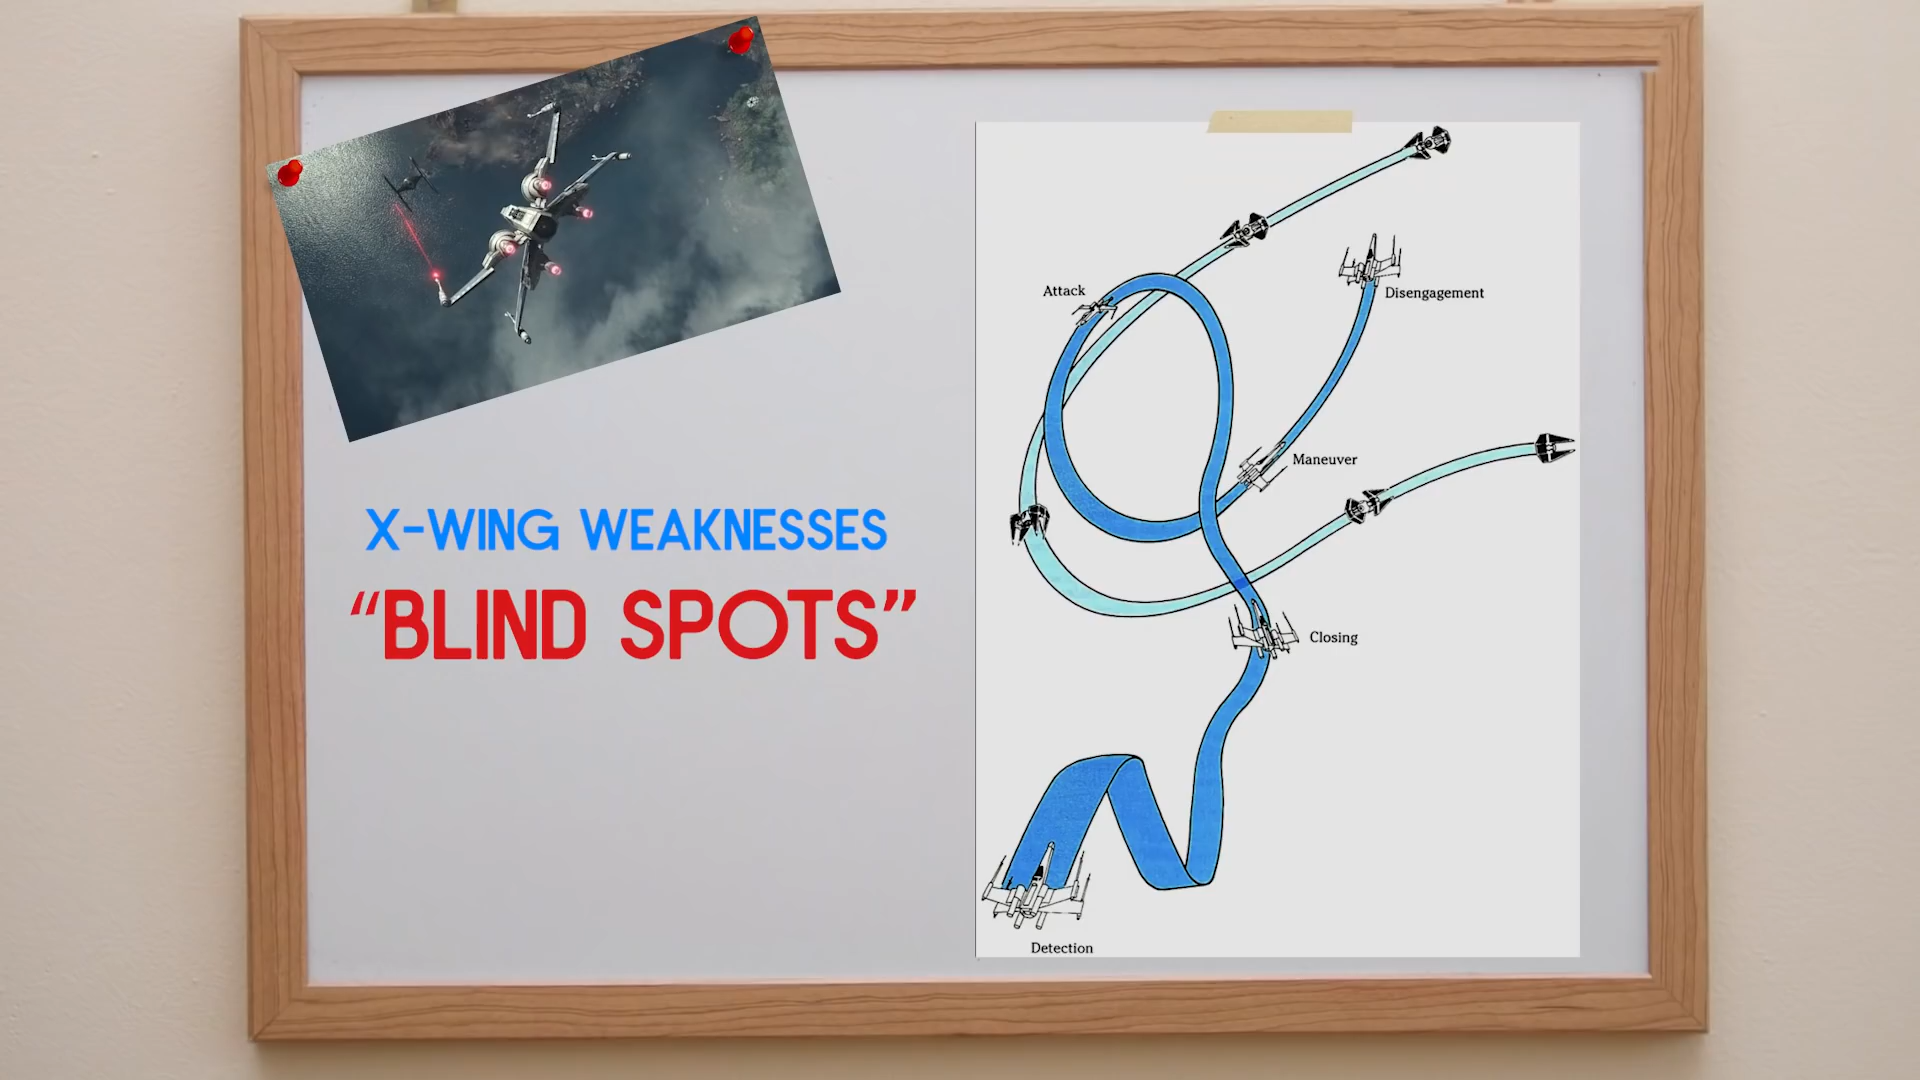 X-WING WEAKNESSES
“BLIND SPOTS”
Attack
Disengagement
Maneuver
Closing
Detection